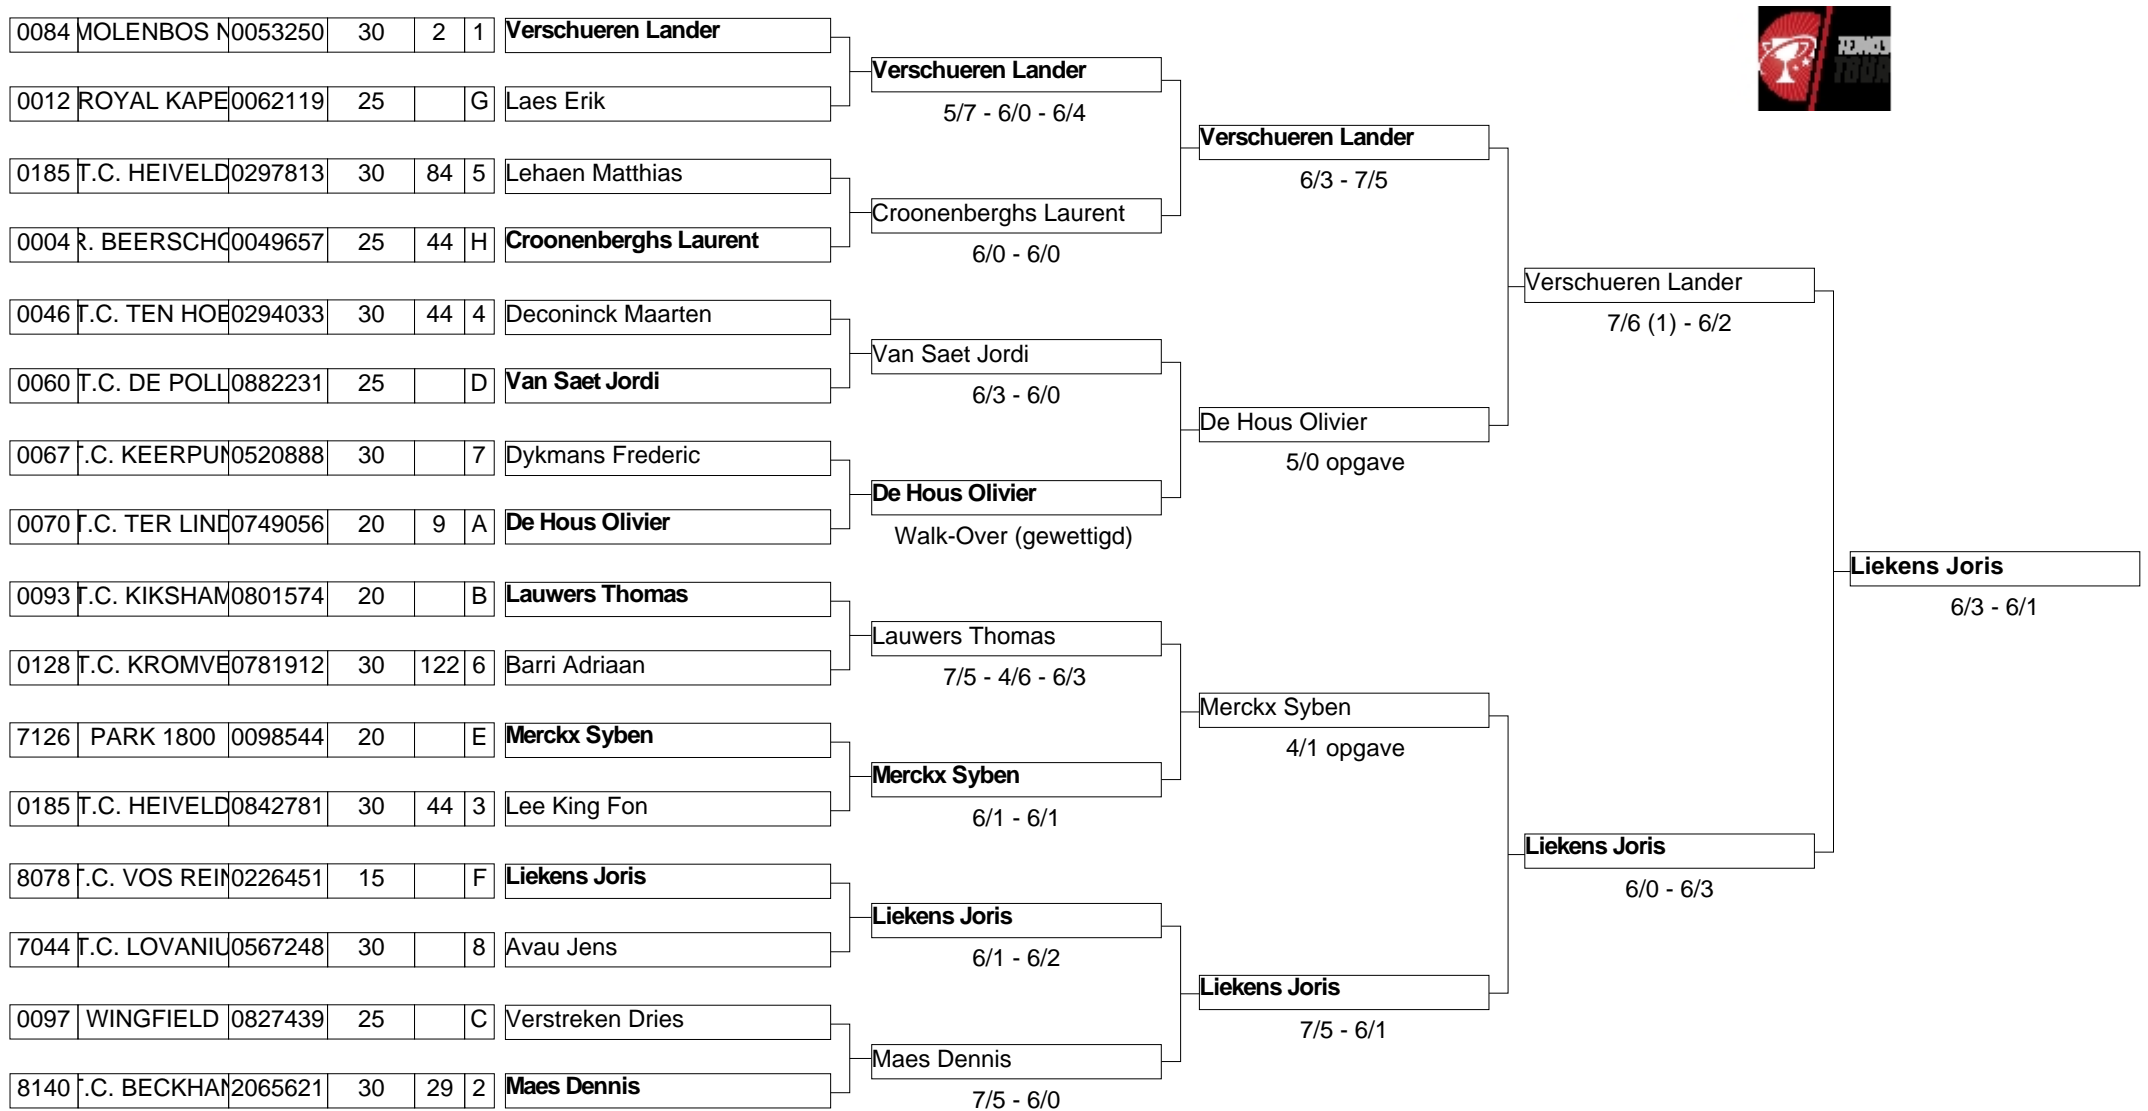 0084 MOLENBOS N 0053250 30 2 1 Verschueren Lander
0012 ROYAL KAPE 0062119 25 G Laes Erik
0185 T.C. HEIVELD 0297813 30 84 5 Lehaen Matthias
0004 R. BEERSCHO 0049657 25 44 H Croonenberghs Laurent
0046 T.C. TEN HOE 0294033 30 44 4 Deconinck Maarten
0060 T.C. DE POLL 0882231 25 D Van Saet Jordi
0067 T.C. KEERPUN 0520888 30 7 Dykmans Frederic
0070 T.C. TER LIND 0749056 20 9 A De Hous Olivier
0093 T.C. KIKSHAM 0801574 20 B Lauwers Thomas
0128 T.C. KROMVE 0781912 30 122 6 Barri Adriaan
7126 PARK 1800 0098544 20 E Merckx Syben
0185 T.C. HEIVELD 0842781 30 44 3 Lee King Fon
8078 T.C. VOS REIN 0226451 15 F Liekens Joris
7044 T.C. LOVANIU 0567248 30 8 Avau Jens
0097 WINGFIELD 0827439 25 C Verstreken Dries
8140 T.C. BECKHAN 2065621 30 29 2 Maes Dennis
Verschueren Lander
5/7 - 6/0 - 6/4
Croonenberghs Laurent
6/0 - 6/0
Van Saet Jordi
6/3 - 6/0
De Hous Olivier
Walk-Over (gewettigd)
Lauwers Thomas
7/5 - 4/6 - 6/3
Merckx Syben
6/1 - 6/1
Liekens Joris
6/1 - 6/2
Maes Dennis
7/5 - 6/0
Verschueren Lander
6/3 - 7/5
De Hous Olivier
5/0 opgave
Merckx Syben
4/1 opgave
Liekens Joris
7/5 - 6/1
Verschueren Lander
7/6 (1) - 6/2
Liekens Joris
6/0 - 6/3
Liekens Joris
6/3 - 6/1
TENNIS
TOUR